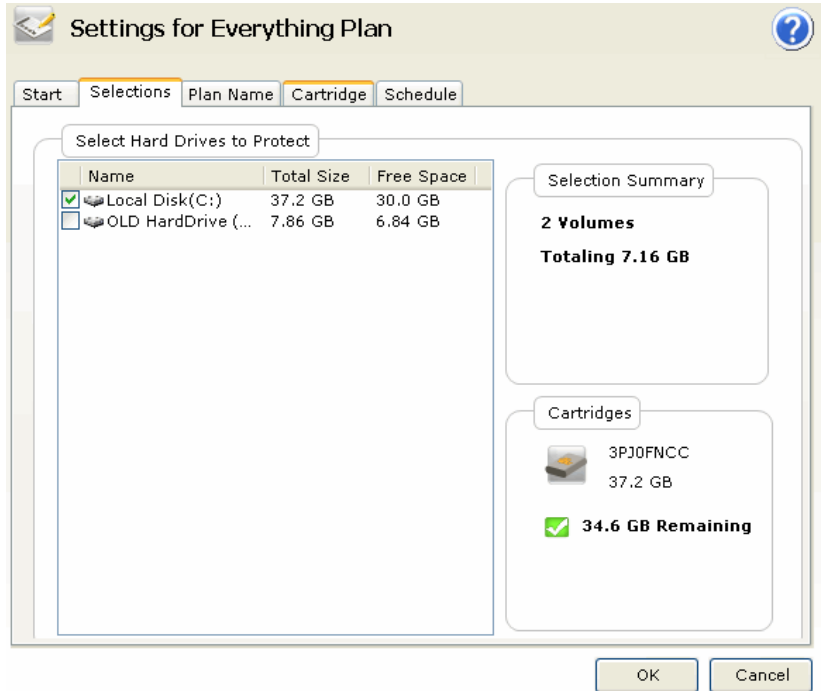 Settings for Everything Plan
?
Start Selections Plan Name Cartridge Schedule
Select Hard Drives to Protect
Name Total Size Free Space
Local Disk(C:) 37.2 GB 30.0 GB
OLD HardDrive (... 7.86 GB 6.84 GB
Selection Summary
2 Volumes
Totaling 7.16 GB
Cartridges
3PJ0FNCC
37.2 GB
34.6 GB Remaining
OK Cancel